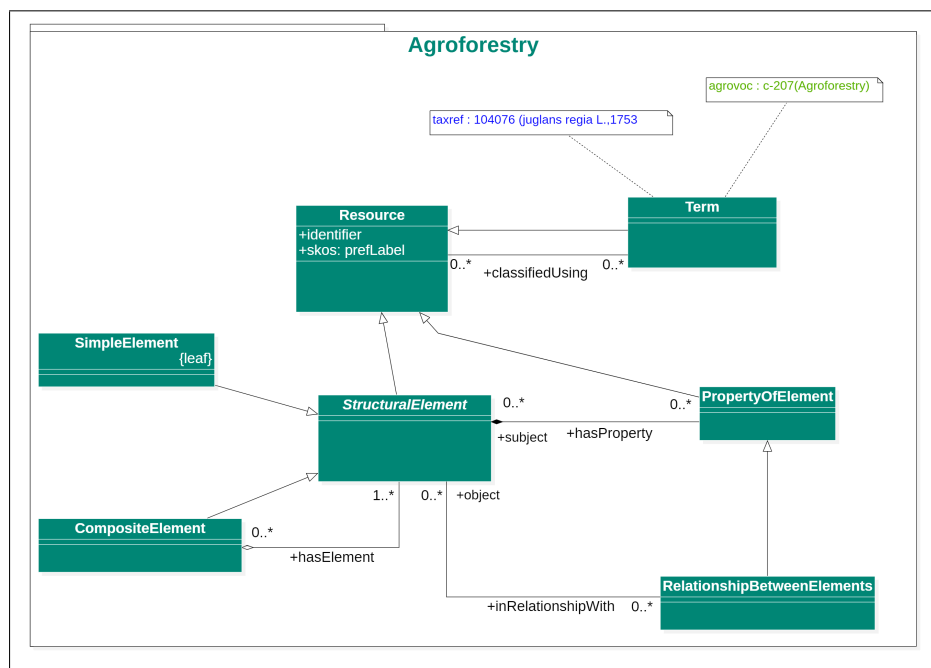 Agroforestry
agrovoc : c-207(Agroforestry)
taxref : 104076 (juglans regia L.,1753
Term
Resource
+identifier
+skos: prefLabel
0..*
0..*
+classifiedUsing
SimpleElement
{leaf}
StructuralElement
0..*
0..*
PropertyOfElement
+subject
+hasProperty
1..*
0..*
+object
CompositeElement
0..*
+hasElement
RelationshipBetweenElements
+inRelationshipWith
0..*